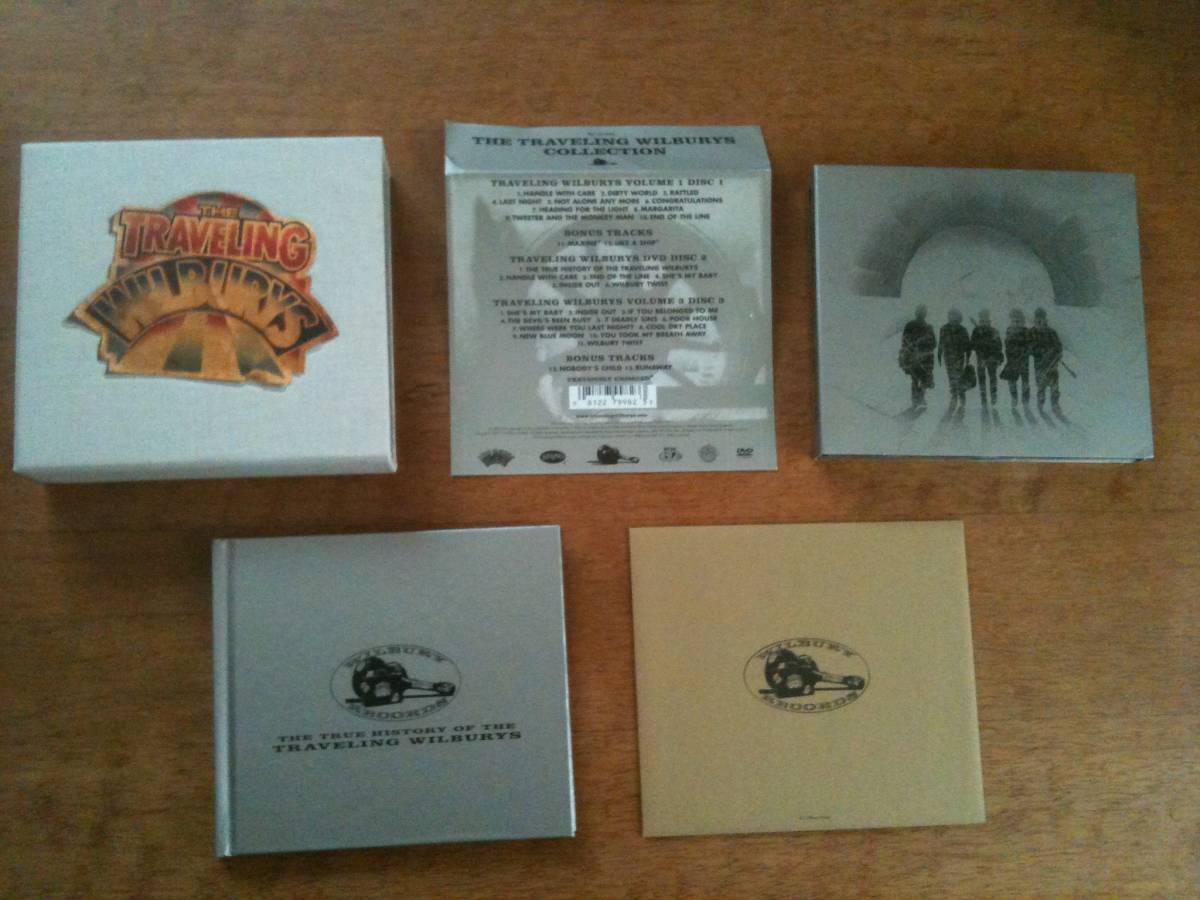 THE
TRAVELING
WILBURYS
THE TRAVELING WILBURYS
COLLECTION
TRAVELING WILBURYS VOLUME 1 DISC 1
1. HANDLE WITH CARE 2. DIRTY WORLD 3. RATTLED
4. LAST NIGHT 5. NOT ALONE ANY MORE 6. CONGRATULATIONS
7. HEADING FOR THE LIGHT 8. MARGARITA
9. TWEETER AND THE MONKEY MAN 10. END OF THE LINE
BONUS TRACKS
11. MAXINE* 12. LIKE A SHIP*
TRAVELING WILBURYS DVD DISC 2
1. THE TRUE HISTORY OF THE TRAVELING WILBURYS
2. HANDLE WITH CARE 3. END OF THE LINE 4. SHE'S MY BABY
5. INSIDE OUT 6. WILBURY TWIST
TRAVELING WILBURYS VOLUME 3 DISC 3
1. SHE'S MY BABY 2. INSIDE OUT 3. IF YOU BELONGED TO ME
4. THE DEVIL'S BEEN BUSY 5. 7 DEADLY SINS 6. POOR HOUSE
7. WHERE WERE YOU LAST NIGHT? 8. COOL DRY PLACE
9. NEW BLUE MOON 10. YOU TOOK MY BREATH AWAY
11. WILBURY TWIST
BONUS TRACKS
12. NOBODY'S CHILD 13. RUNAWAY
DVD
WILBURY
RECORDS
THE TRUE HISTORY OF THE
TRAVELING WILBURYS
WILBURY
RECORDS